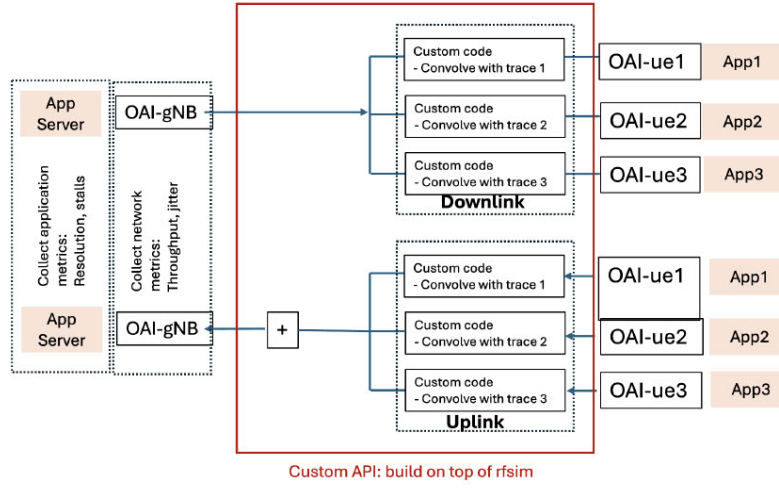 App
Server
OAI-gNB
Collect application
metrics:
Resolution, stalls
Collect network
metrics:
Throughput, jitter
App
Server
OAI-gNB
+
Custom code
- Convolve with trace 1
Custom code
- Convolve with trace 2
Custom code
- Convolve with trace 3
Downlink
OAI-ue1
App1
OAI-ue2
App2
OAI-ue3
App3
Custom code
- Convolve with trace 1
Custom code
- Convolve with trace 2
Custom code
- Convolve with trace 3
Uplink
OAI-ue1
App1
OAI-ue2
App2
OAI-ue3
App3
Custom API: build on top of rfsim